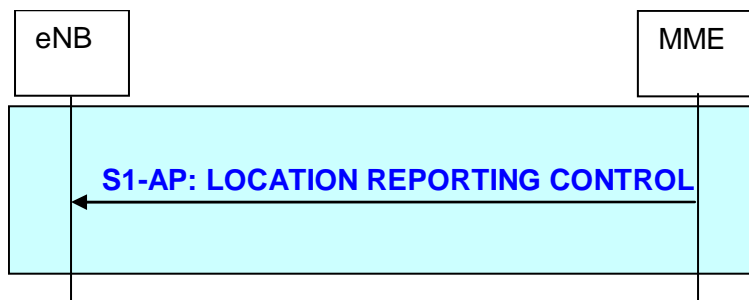 eNB
MME
S1-AP: LOCATION REPORTING CONTROL